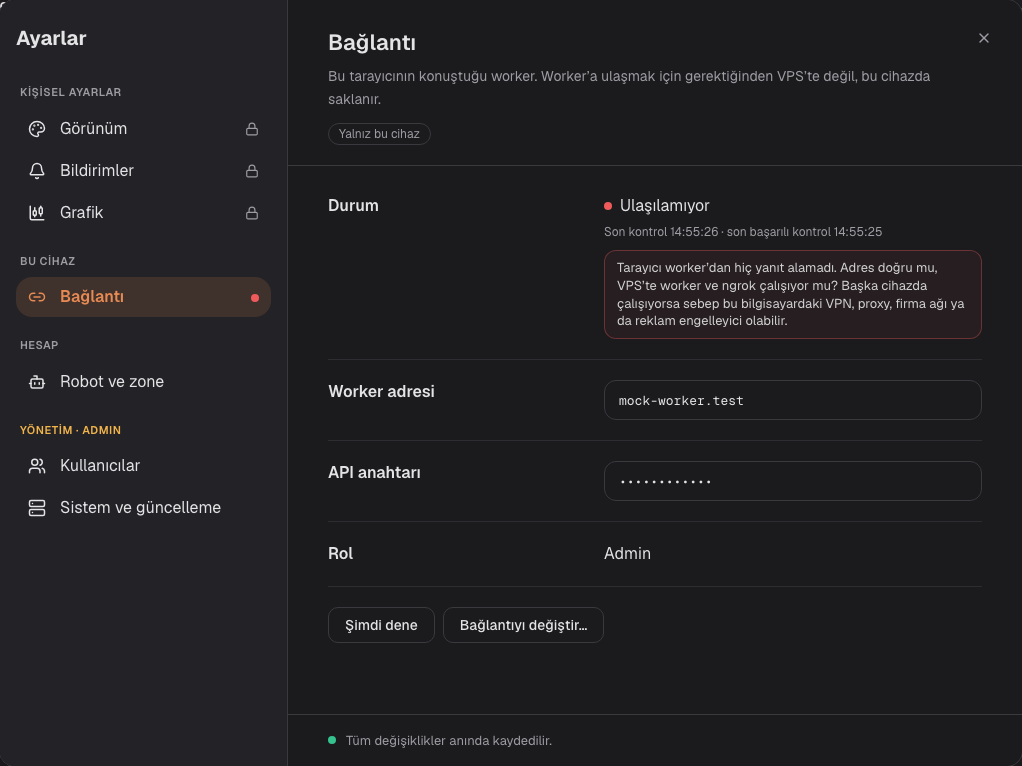 Ayarlar
KİŞİSEL AYARLAR
Görünüm
Bildirimler
Grafik
BU CİHAZ
Bağlantı
HESAP
Robot ve zone
YÖNETİM · ADMIN
Kullanıcılar
Sistem ve güncelleme
Bağlantı
Bu tarayıcının konuştuğu worker. Worker'a ulaşmak için gerektiğinden VPS'te değil, bu cihazda
saklanır.
Yalnız bu cihaz
Durum
Ulaşılamıyor
Son kontrol 14:55:26 · son başarılı kontrol 14:55:25
Tarayıcı worker'dan hiç yanıt alamadı. Adres doğru mu,
VPS'te worker ve ngrok çalışıyor mu? Başka cihazda
çalışıyorsa sebep bu bilgisayardaki VPN, proxy, firma ağı ya
da reklam engelleyici olabilir.
Worker adresi
mock-worker.test
API anahtarı
••••••••••••
Rol
Admin
Şimdi dene
Bağlantıyı değiştir…
Tüm değişiklikler anında kaydedilir.